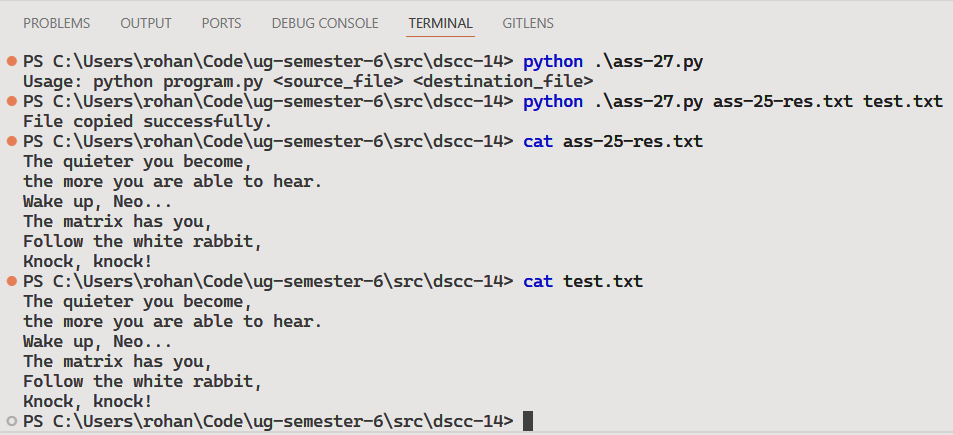 PROBLEMS OUTPUT PORTS DEBUG CONSOLE TERMINAL GITLENS
PS C:\Users\rohan\Code\ug-semester-6\src\dscc-14> python .\ass-27.py
Usage: python program.py <source_file> <destination_file>
PS C:\Users\rohan\Code\ug-semester-6\src\dscc-14> python .\ass-27.py ass-25-res.txt test.txt
File copied successfully.
PS C:\Users\rohan\Code\ug-semester-6\src\dscc-14> cat ass-25-res.txt
The quieter you become,
the more you are able to hear.
Wake up, Neo...
The matrix has you,
Follow the white rabbit,
Knock, knock!
PS C:\Users\rohan\Code\ug-semester-6\src\dscc-14> cat test.txt
The quieter you become,
the more you are able to hear.
Wake up, Neo...
The matrix has you,
Follow the white rabbit,
Knock, knock!
PS C:\Users\rohan\Code\ug-semester-6\src\dscc-14>